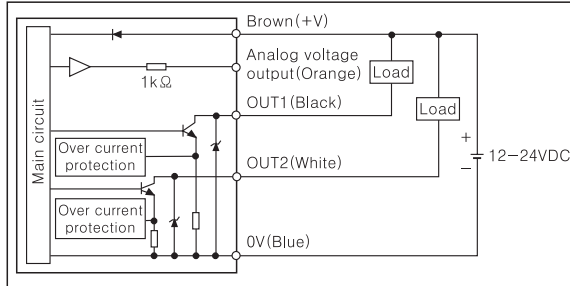 Brown(+V)
Analog voltage
output(Orange)
1kΩ
Load
OUT1(Black)
Load
Main circuit
Over current
protection
OUT2(White)
+
12-24VDC
-
Over current
protection
0V(Blue)